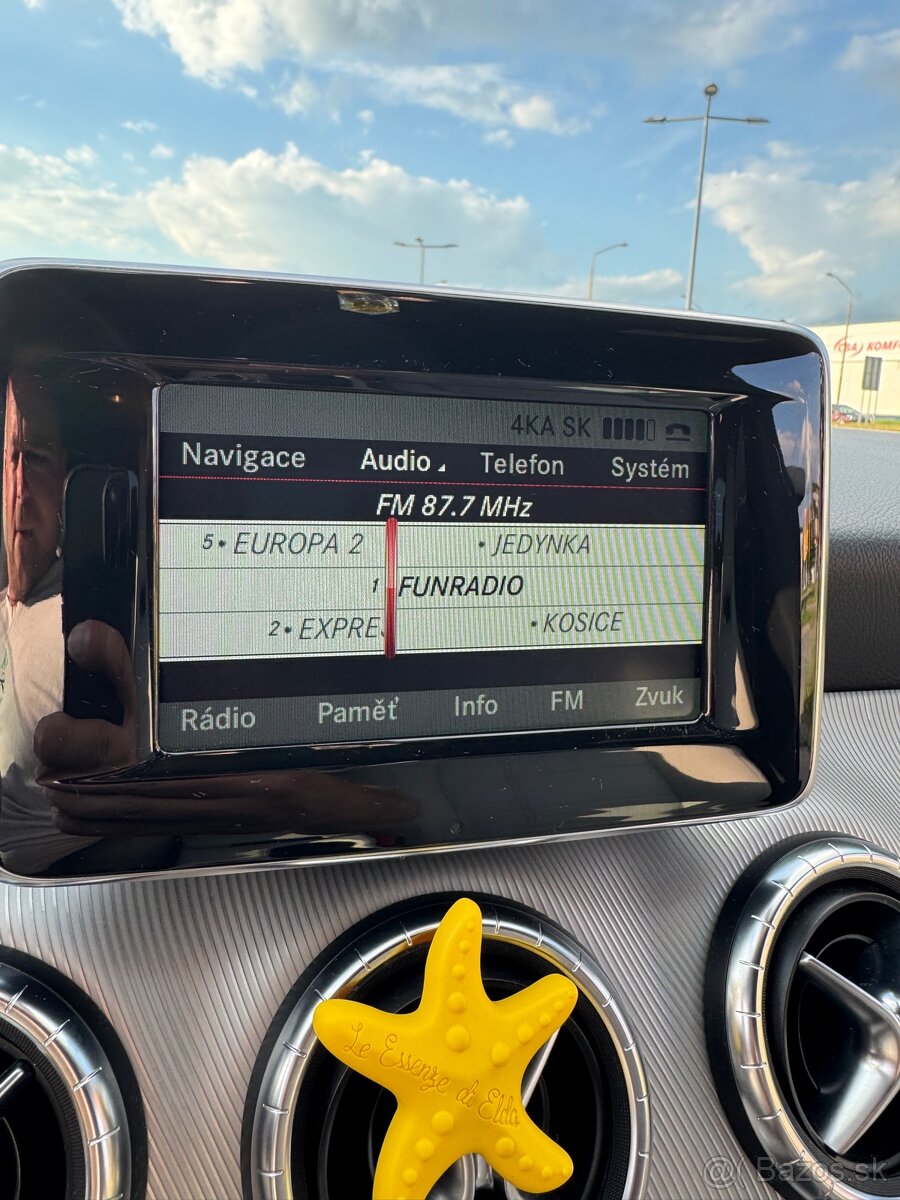 4KA SK
Navigace Audio Telefon Systém
FM 87.7 MHz
5 • EUROPA 2 • JEDYNKA
1 FUNRADIO
2 • EXPRE • KOSICE
Rádio Paměť Info FM Zvuk
Le Essenze di Elda
@ Bazos.sk